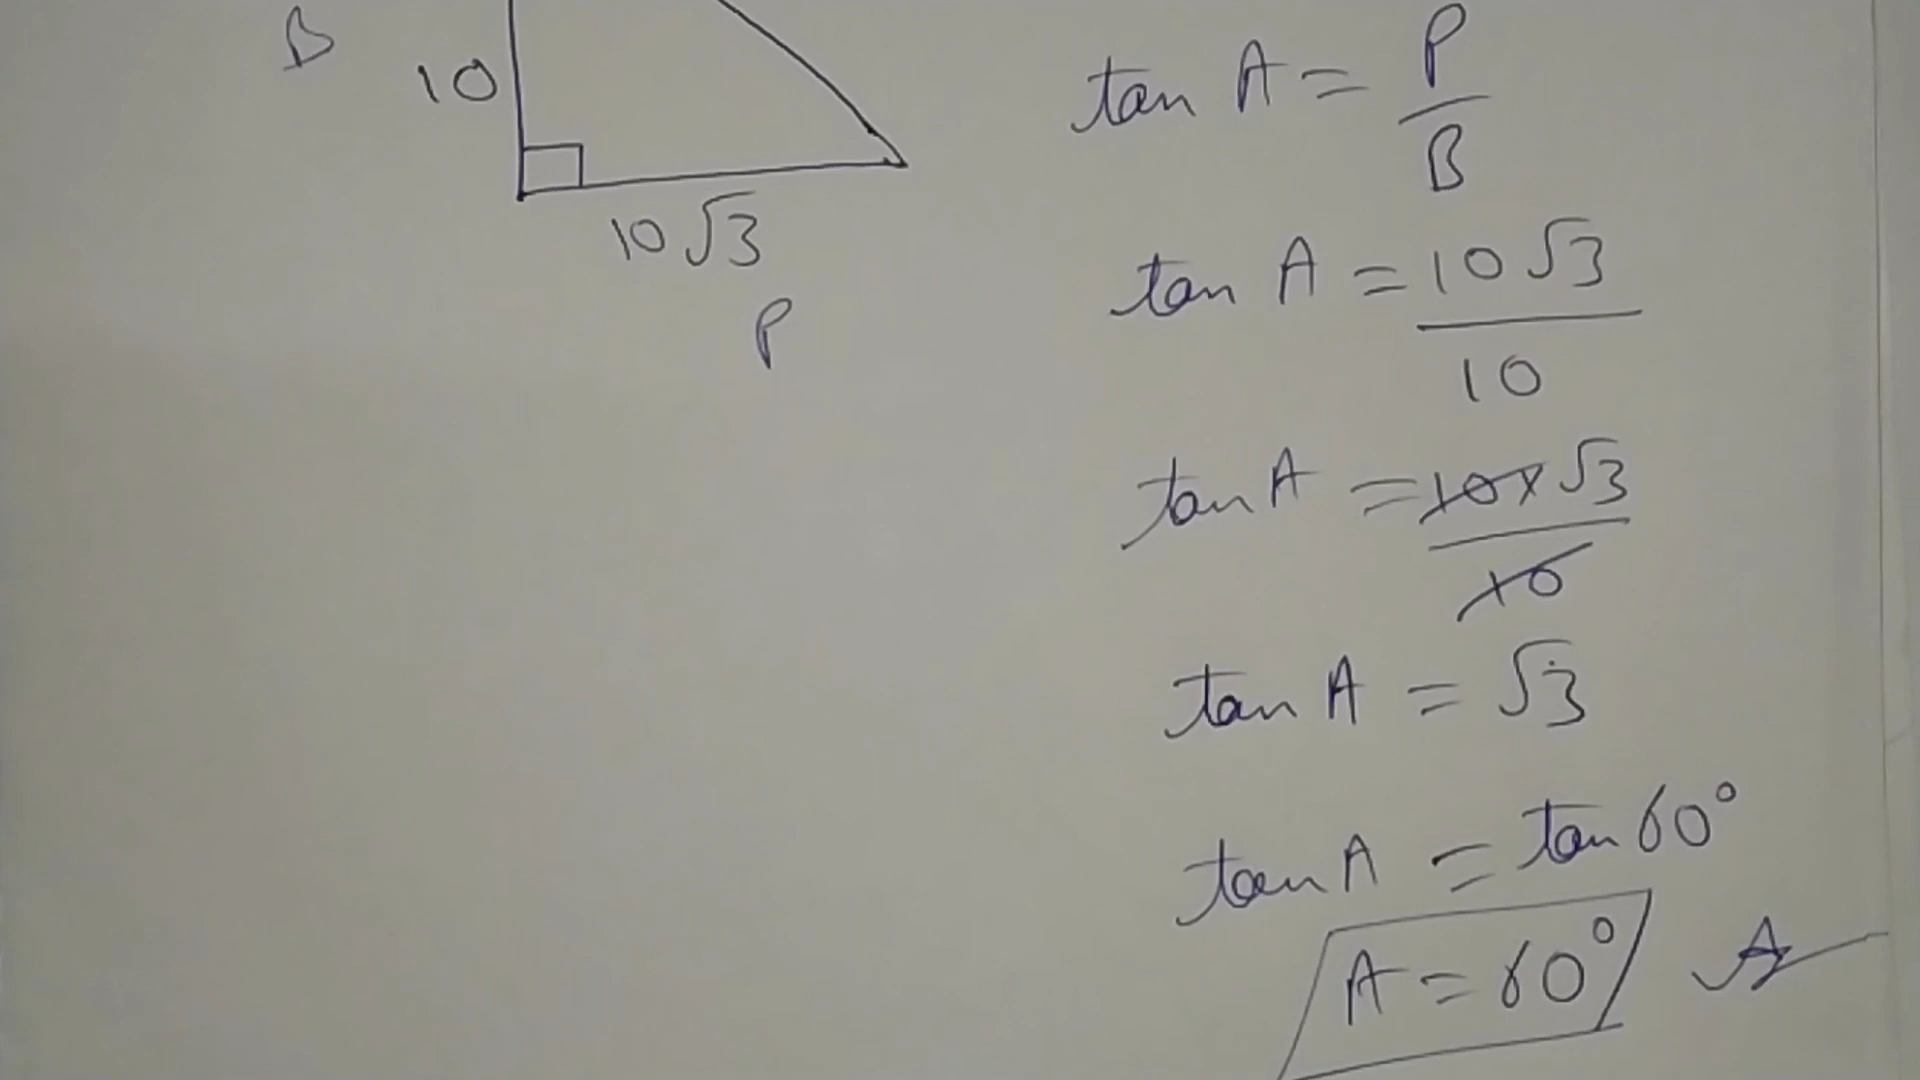 B
10
10√3
P
tan A = P/B
tan A = 10√3/10
tan A = 10×√3/10
tan A = √3
tan A = tan 60°
A = 60°